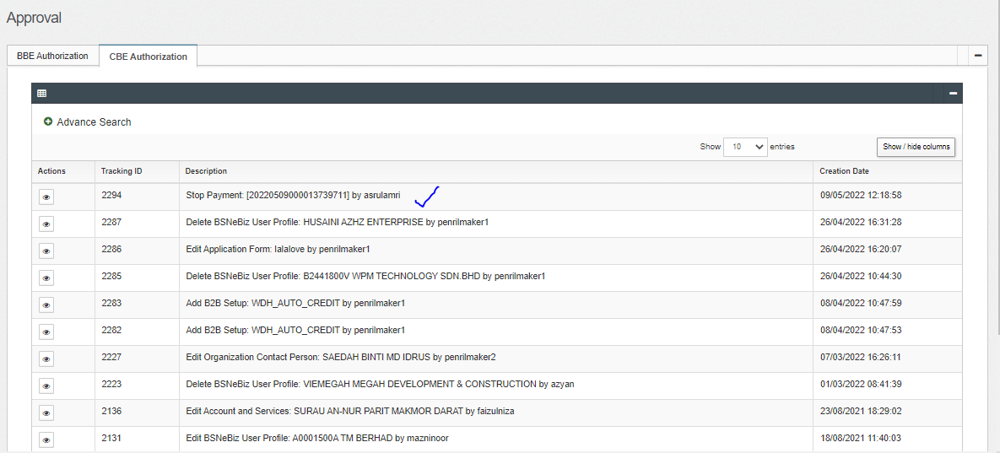 Approval
BBE Authorization CBE Authorization
Advance Search
Show 10 entries Show / hide columns
Actions Tracking ID Description Creation Date
2294 Stop Payment: [20220509000013739711] by asrulamri 09/05/2022 12:18:58
2287 Delete BSNeBiz User Profile: HUSAINI AZHZ ENTERPRISE by penrilmaker1 26/04/2022 16:31:28
2286 Edit Application Form: lalalove by penrilmaker1 26/04/2022 16:20:07
2285 Delete BSNeBiz User Profile: B2441800V WPM TECHNOLOGY SDN.BHD by penrilmaker1 26/04/2022 10:44:30
2283 Add B2B Setup: WDH_AUTO_CREDIT by penrilmaker1 08/04/2022 10:47:59
2282 Add B2B Setup: WDH_AUTO_CREDIT by penrilmaker1 08/04/2022 10:47:53
2227 Edit Organization Contact Person: SAEDAH BINTI MD IDRUS by penrilmaker2 07/03/2022 16:26:11
2223 Delete BSNeBiz User Profile: VIEMEGAH MEGAH DEVELOPMENT & CONSTRUCTION by azyan 01/03/2022 08:41:39
2136 Edit Account and Services: SURAU AN-NUR PARIT MAKMOR DARAT by faizulniza 23/08/2021 18:29:02
2131 Edit BSNeBiz User Profile: A0001500A TM BERHAD by mazninoor 18/08/2021 11:40:03